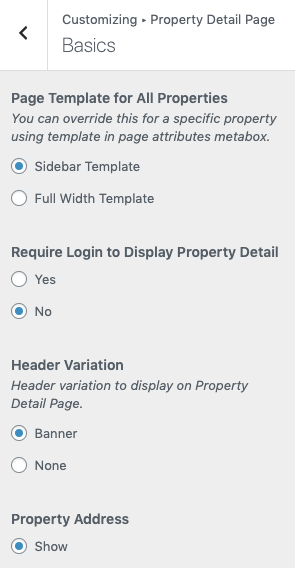 Customizing ▸ Property Detail Page
Basics
Page Template for All Properties
You can override this for a specific property
using template in page attributes metabox.
Sidebar Template
Full Width Template
Require Login to Display Property Detail
Yes
No
Header Variation
Header variation to display on Property
Detail Page.
Banner
None
Property Address
Show